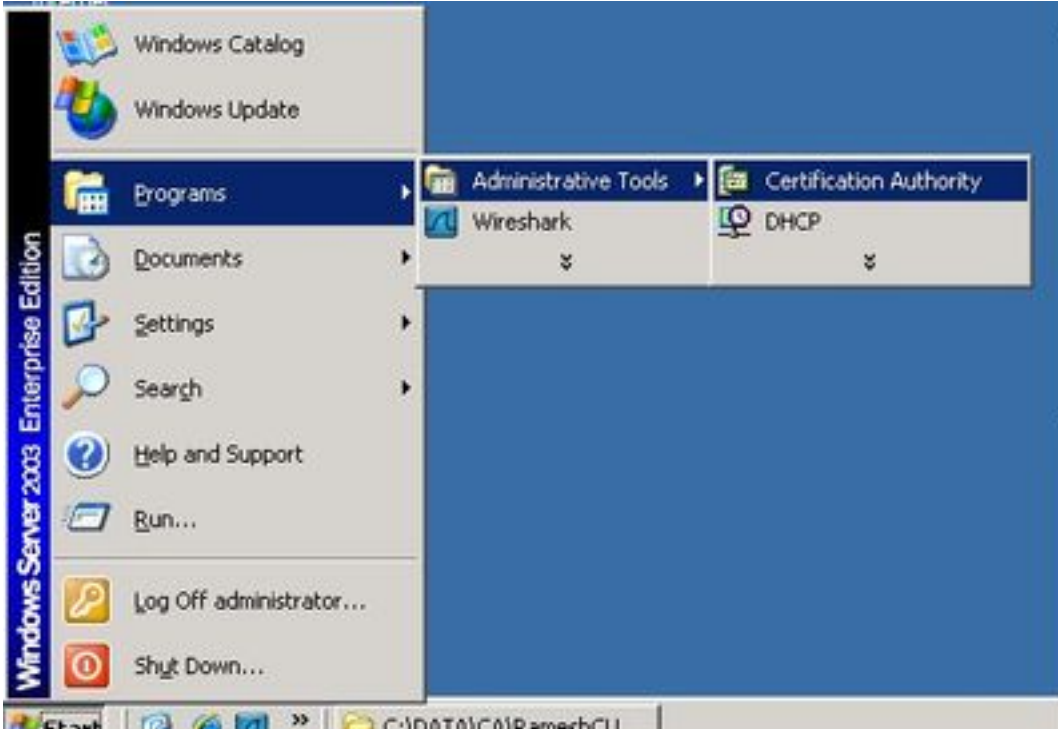 Windows Catalog
Windows Update
Programs
Documents
Settings
Search
Help and Support
Run...
Log Off administrator...
Shut Down...
Administrative Tools
Wireshark
Certification Authority
DHCP
Windows Server 2003 Enterprise Edition
Start
C:\DATA\CA\RameshCU